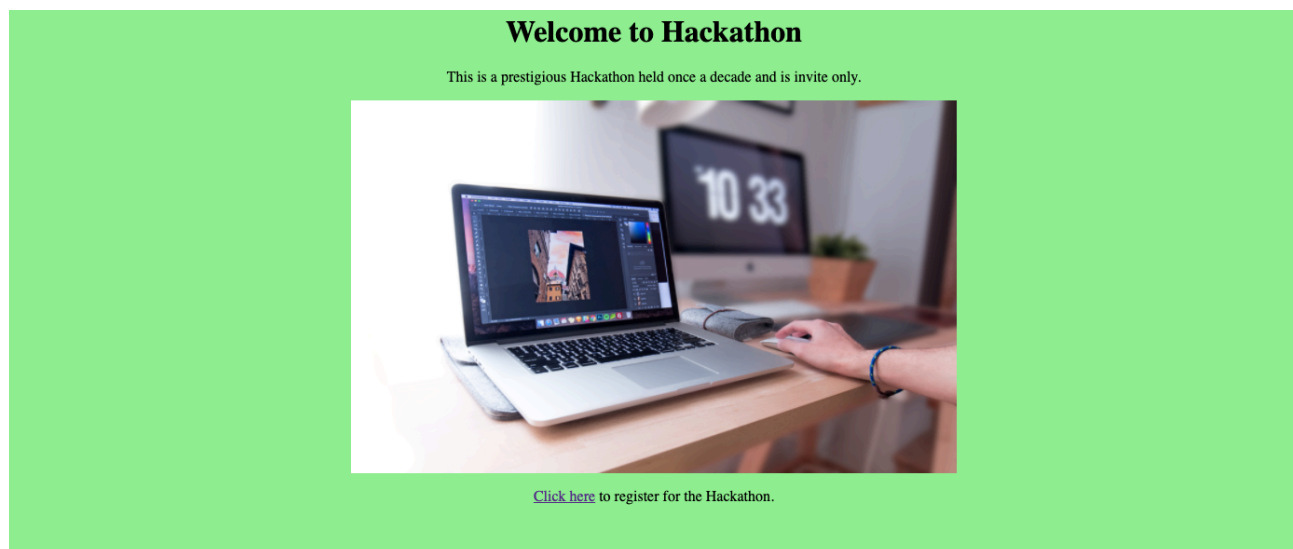 Welcome to Hackathon
This is a prestigious Hackathon held once a decade and is invite only.
10 33
Click here to register for the Hackathon.